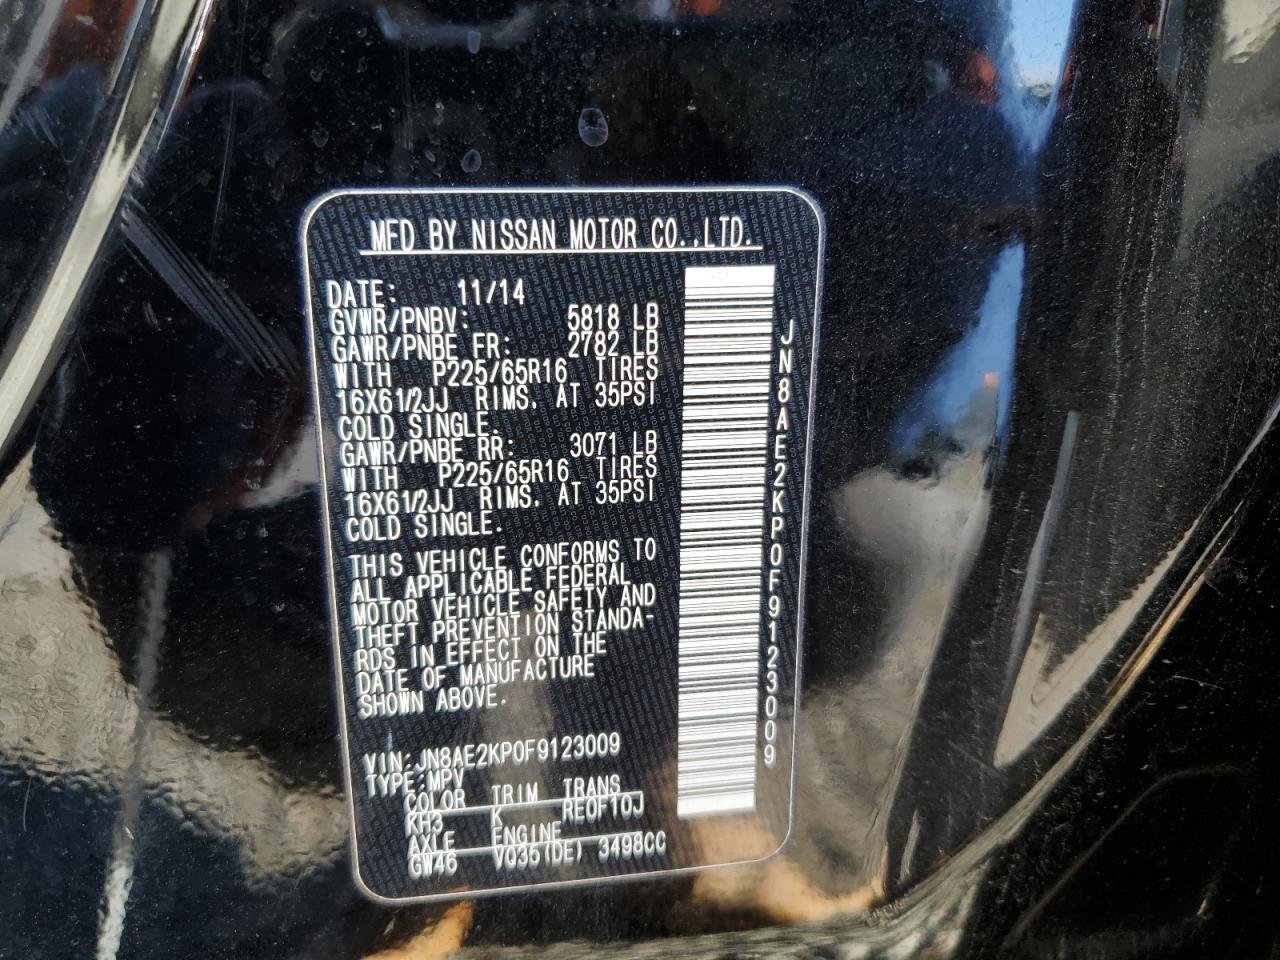 MFD BY NISSAN MOTOR CO.,LTD.
DATE: 11/14
GVWR/PNBV: 5818 LB
GAWR/PNBE FR: 2782 LB
WITH P225/65R16 TIRES
16X61/2JJ RIMS. AT 35PSI
COLD SINGLE.
GAWR/PNBE RR: 3071 LB
WITH P225/65R16 TIRES
16X61/2JJ RIMS. AT 35PSI
COLD SINGLE.
THIS VEHICLE CONFORMS TO
ALL APPLICABLE FEDERAL
MOTOR VEHICLE SAFETY AND
THEFT PREVENTION STANDA-
RDS IN EFFECT ON THE
DATE OF MANUFACTURE
SHOWN ABOVE.
VIN:JN8AE2KP0F9123009
TYPE:MPV
COLOR TRIM TRANS
KH3 K RE0F10J
AXLE ENGINE
GW46 VQ35(DE) 3498CC
JN8AE2KP0F9123009